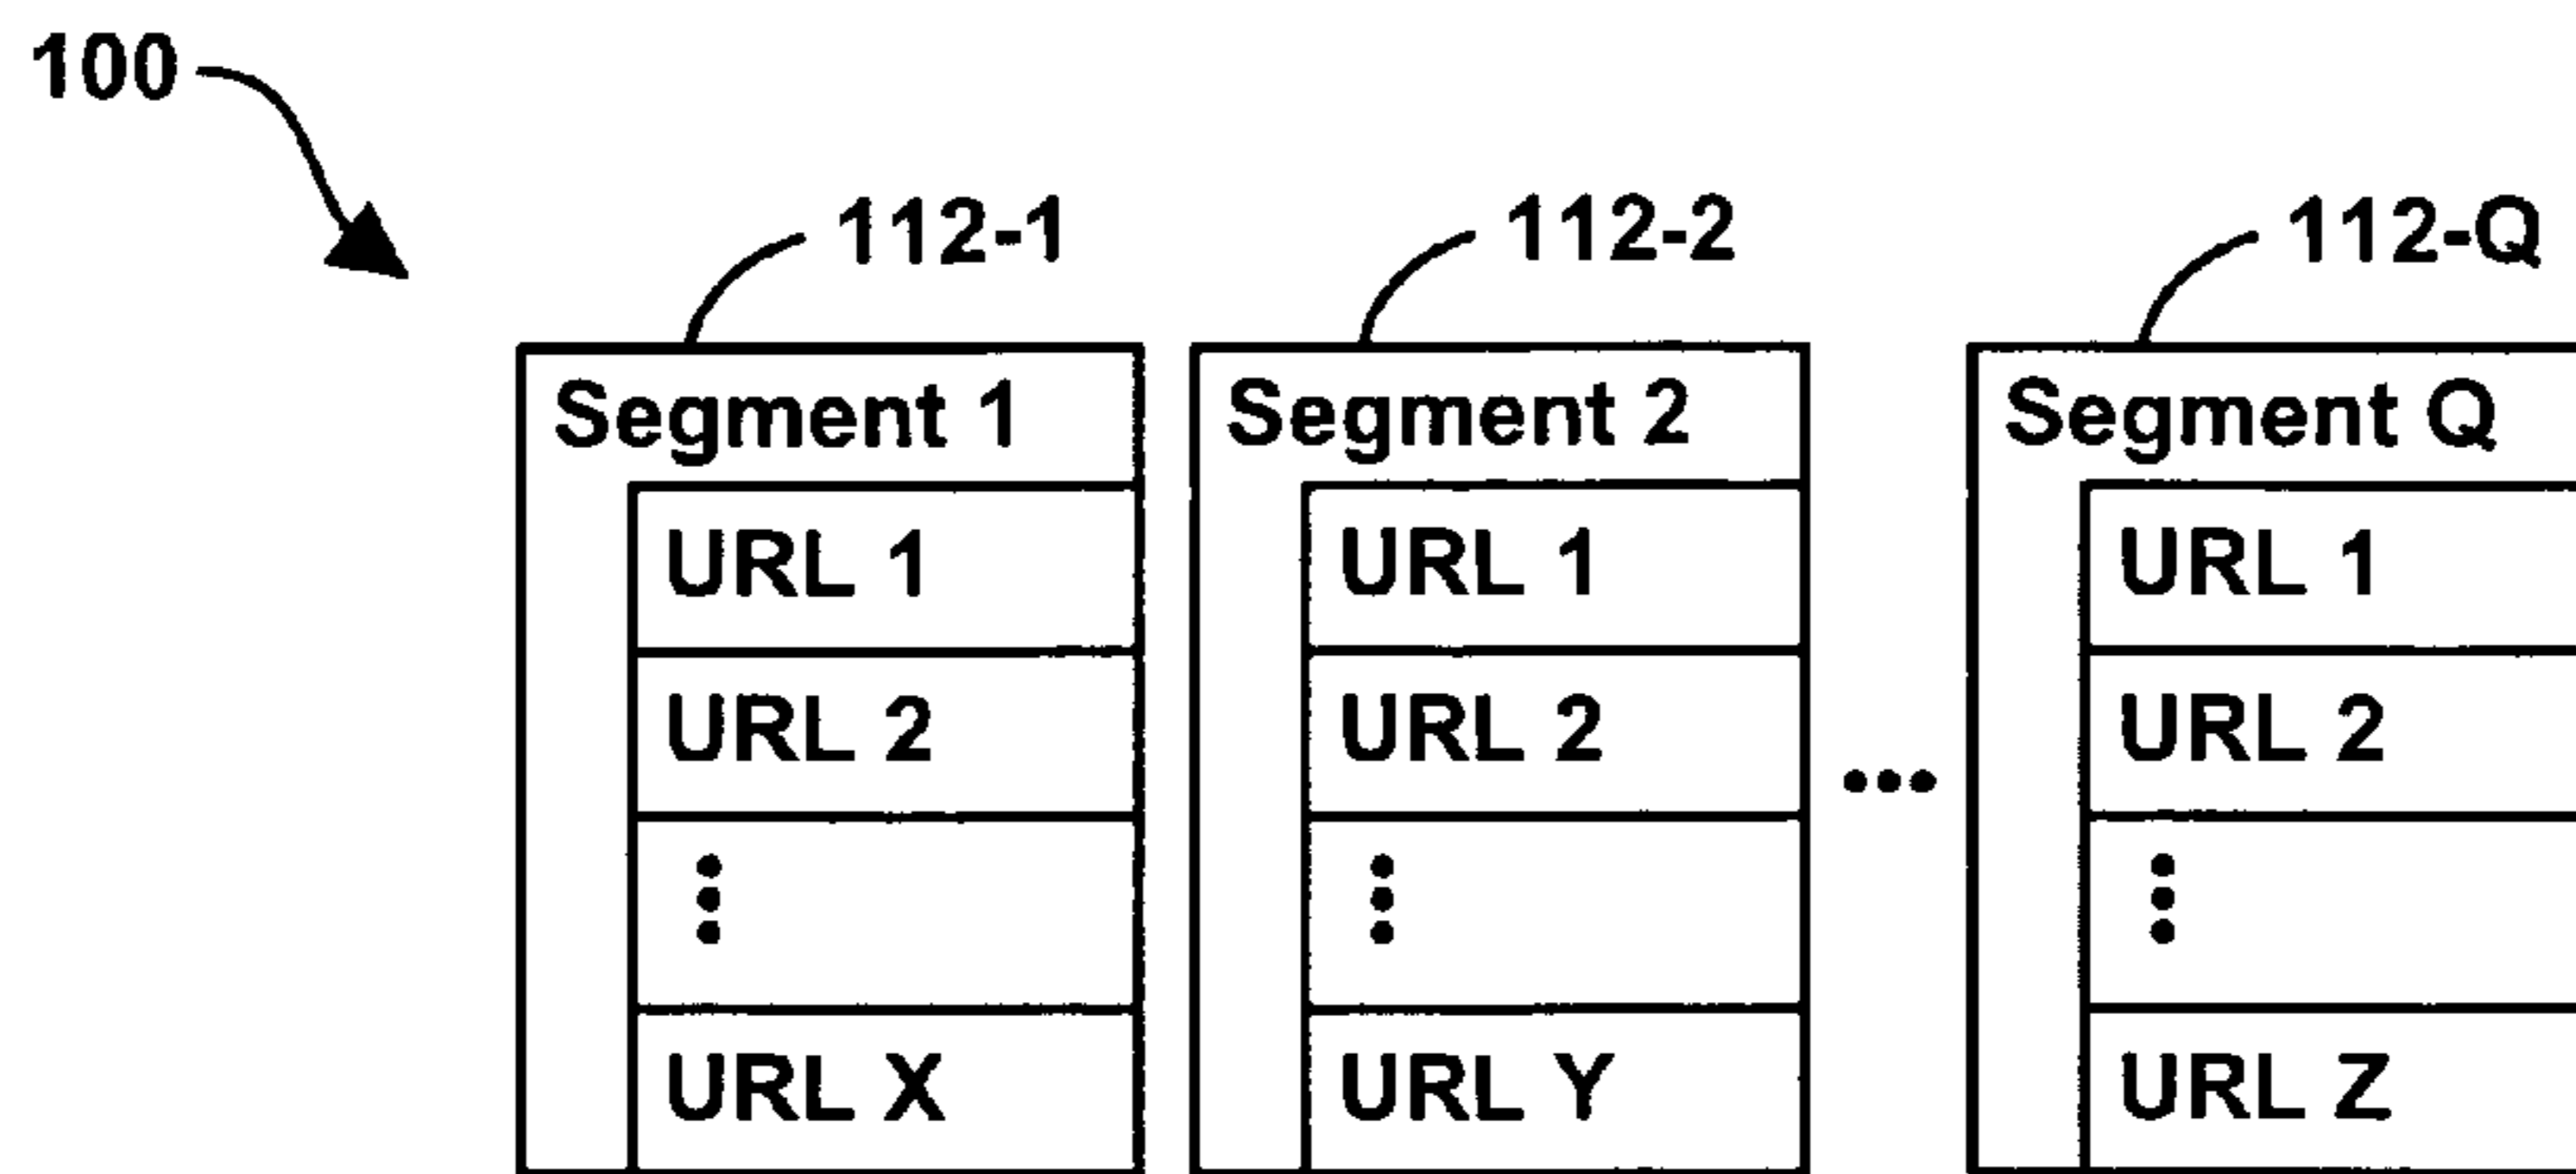 100
112-1 112-2 112-Q
Segment 1 Segment 2 Segment Q
URL 1 URL 1 URL 1
URL 2 URL 2 URL 2
URL X URL Y URL Z